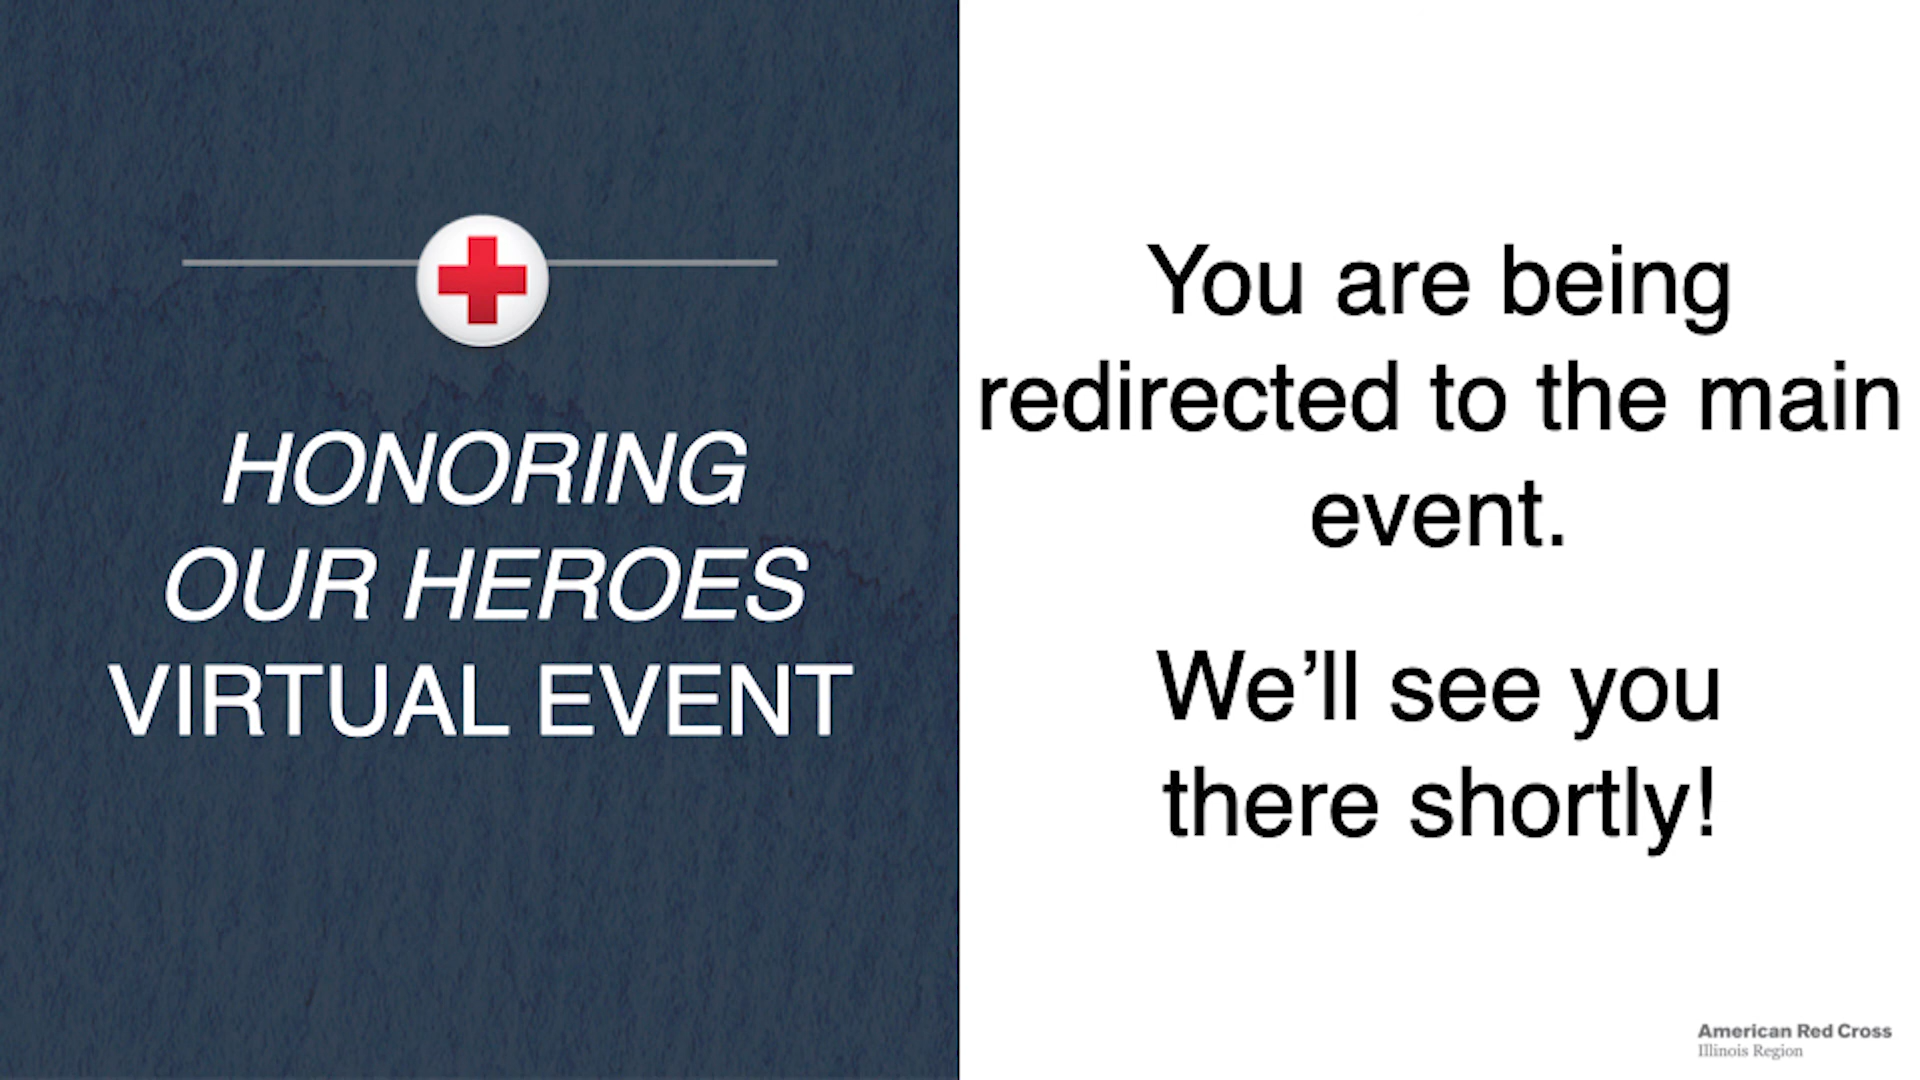 HONORING
OUR HEROES
VIRTUAL EVENT
You are being
redirected to the main
event.
We’ll see you
there shortly!
American Red Cross
Illinois Region